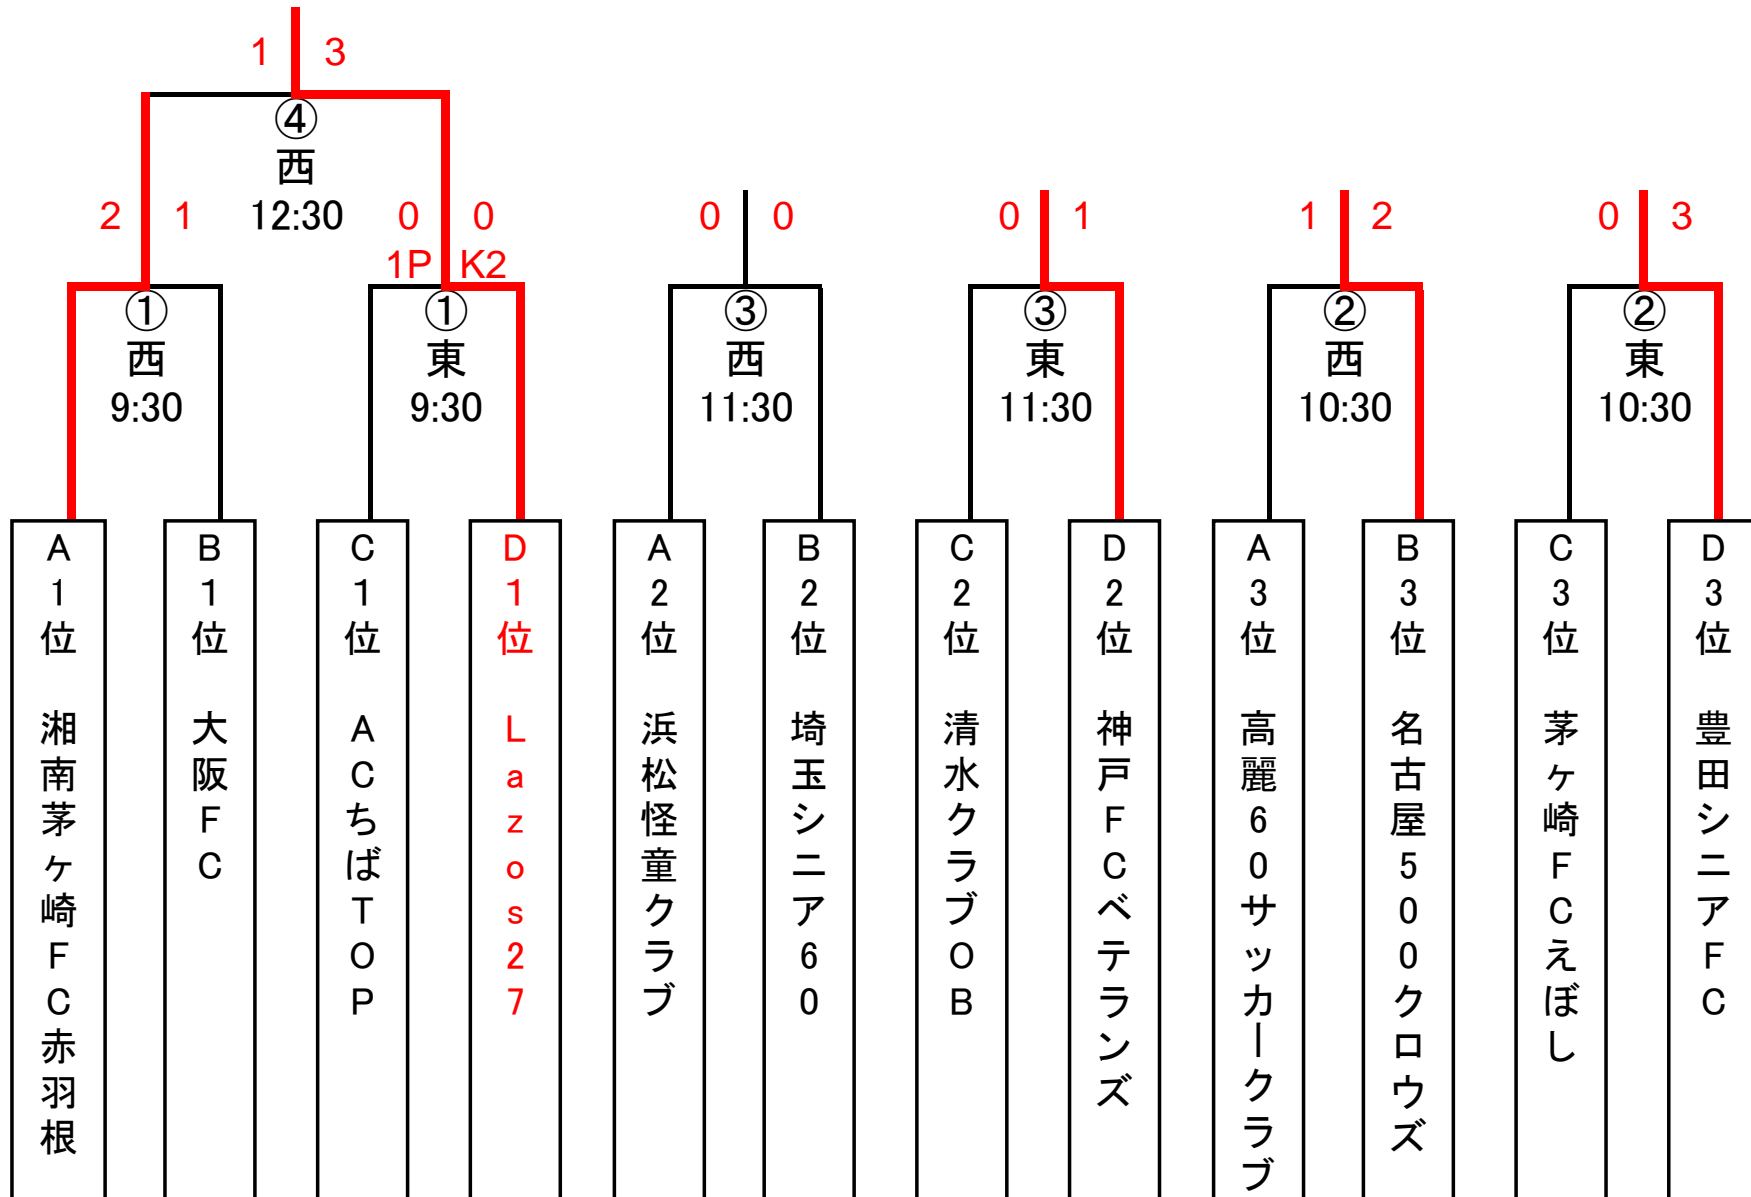 1 3
④
西
12:30
2 1
0 0
1P K2
0 0
0 1
1 2
0 3
①
西
9:30
①
東
9:30
③
西
11:30
③
東
11:30
②
西
10:30
②
東
10:30
A1位 湘南茅ヶ崎FC赤羽根
B1位 大阪FC
C1位 ACちばTOP
D1位 Lazos27
A2位 浜松怪童クラブ
B2位 埼玉シニア60
C2位 清水クラブOB
D2位 神戸FCベテランズ
A3位 高麗60サッカークラブ
B3位 名古屋500クロウズ
C3位 茅ヶ崎FCえぼし
D3位 豊田シニアFC